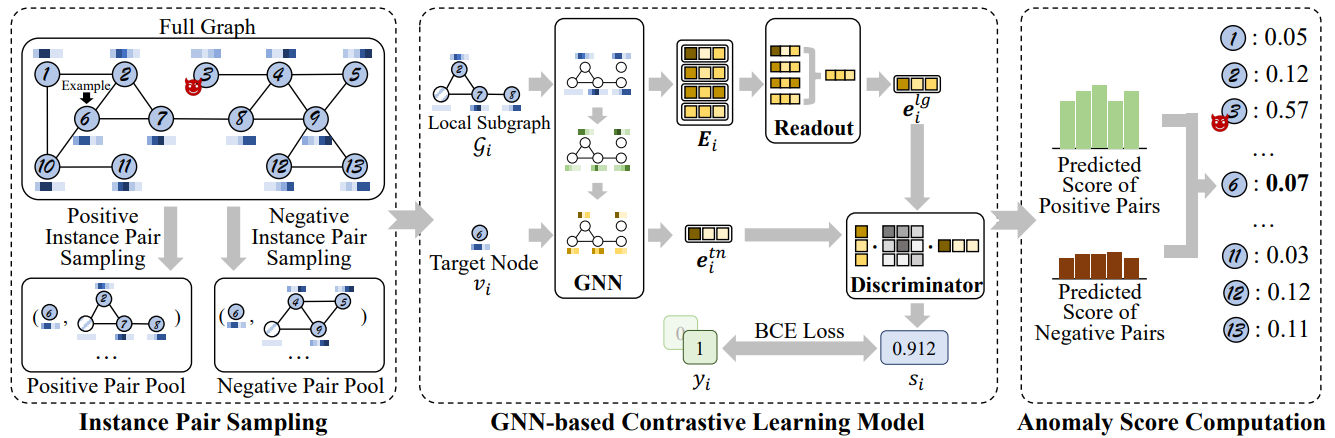 Full Graph
1
2
3
4
5
Example
6
7
8
9
10
11
12
13
Positive
Instance Pair
Sampling
Negative
Instance Pair
Sampling
(6, 2 7 8)
...
Positive Pair Pool
(6, 4 5 9)
...
Negative Pair Pool
Instance Pair Sampling
2
7
8
Local Subgraph
𝒢i
6
Target Node
vi
GNN
Ei
Readout
ei^lg
ei^tn
Discriminator
BCE Loss
0
1
yi
0.912
si
GNN-based Contrastive Learning Model
Predicted
Score of
Positive Pairs
Predicted
Score of
Negative Pairs
1 : 0.05
2 : 0.12
3 : 0.57
...
6 : 0.07
...
11 : 0.03
12 : 0.12
13 : 0.11
Anomaly Score Computation